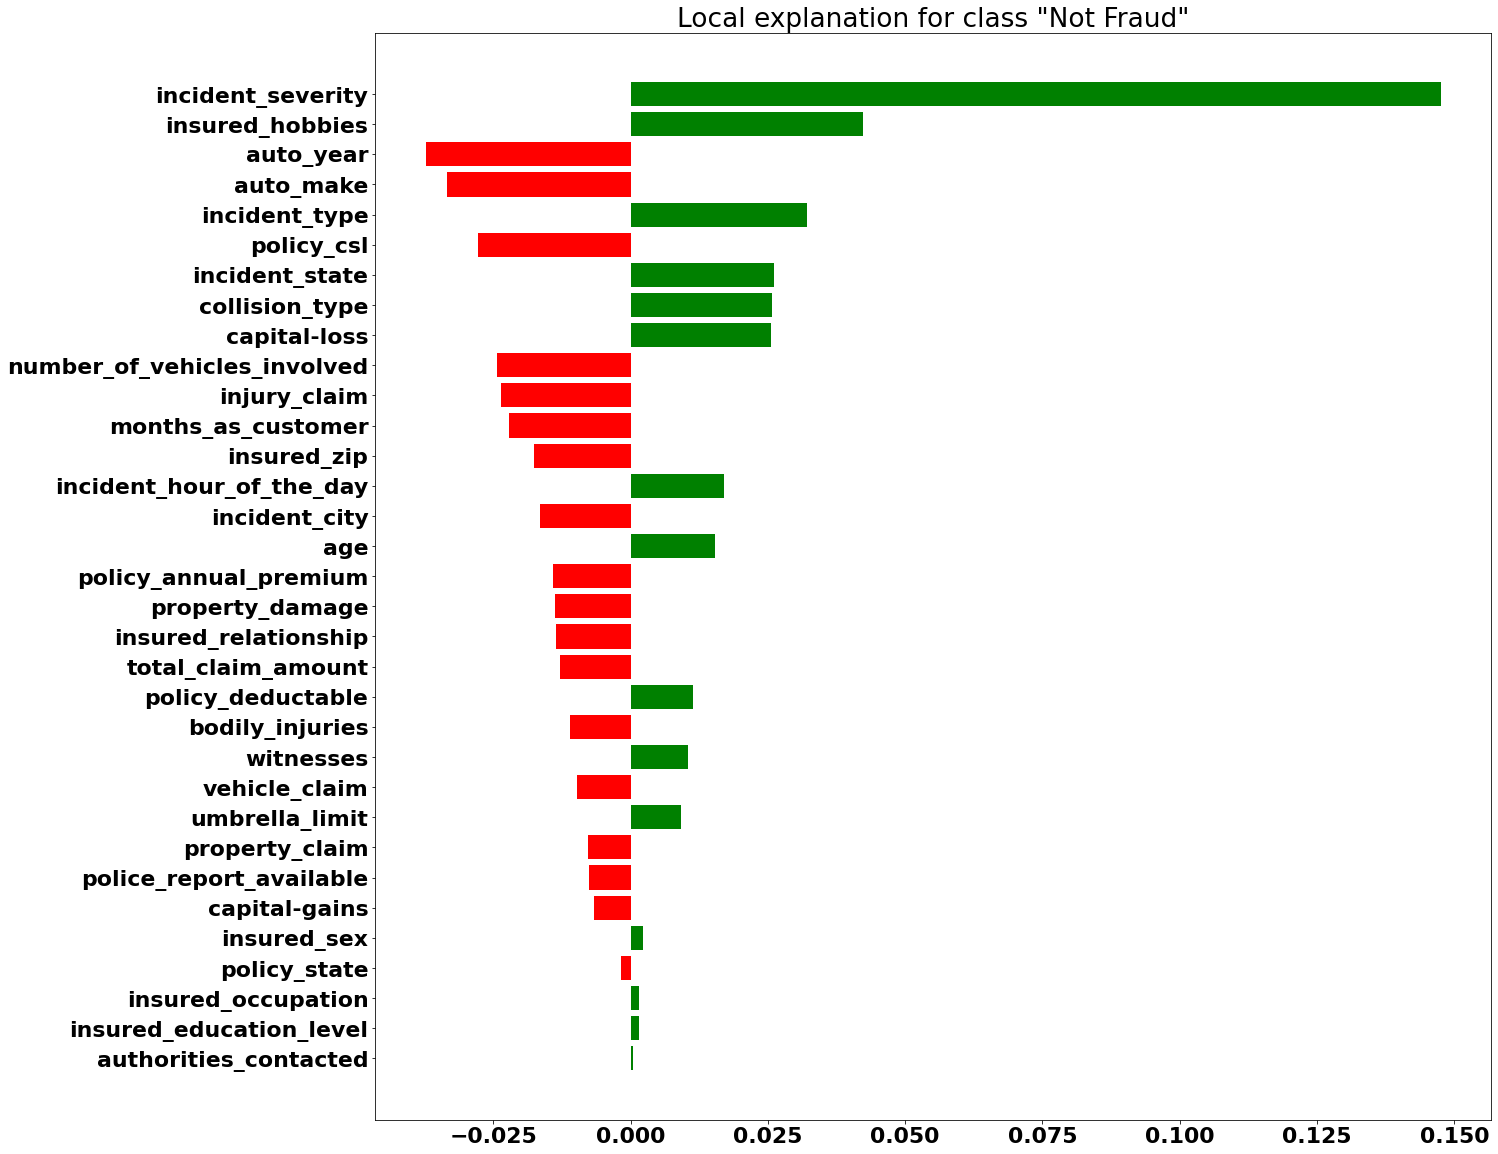 Local explanation for class "Not Fraud"
incident_severity
insured_hobbies
auto_year
auto_make
incident_type
policy_csl
incident_state
collision_type
capital-loss
number_of_vehicles_involved
injury_claim
months_as_customer
insured_zip
incident_hour_of_the_day
incident_city
age
policy_annual_premium
property_damage
insured_relationship
total_claim_amount
policy_deductable
bodily_injuries
witnesses
vehicle_claim
umbrella_limit
property_claim
police_report_available
capital-gains
insured_sex
policy_state
insured_occupation
insured_education_level
authorities_contacted
−0.025 0.000 0.025 0.050 0.075 0.100 0.125 0.150